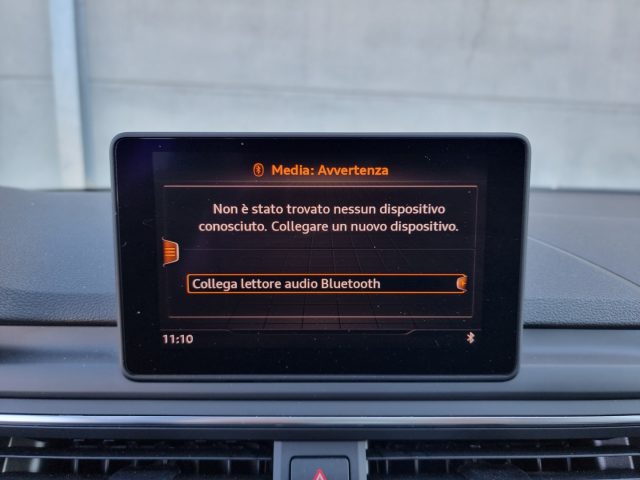 Media: Avvertenza
Non è stato trovato nessun dispositivo
conosciuto. Collegare un nuovo dispositivo.
Collega lettore audio Bluetooth
11:10